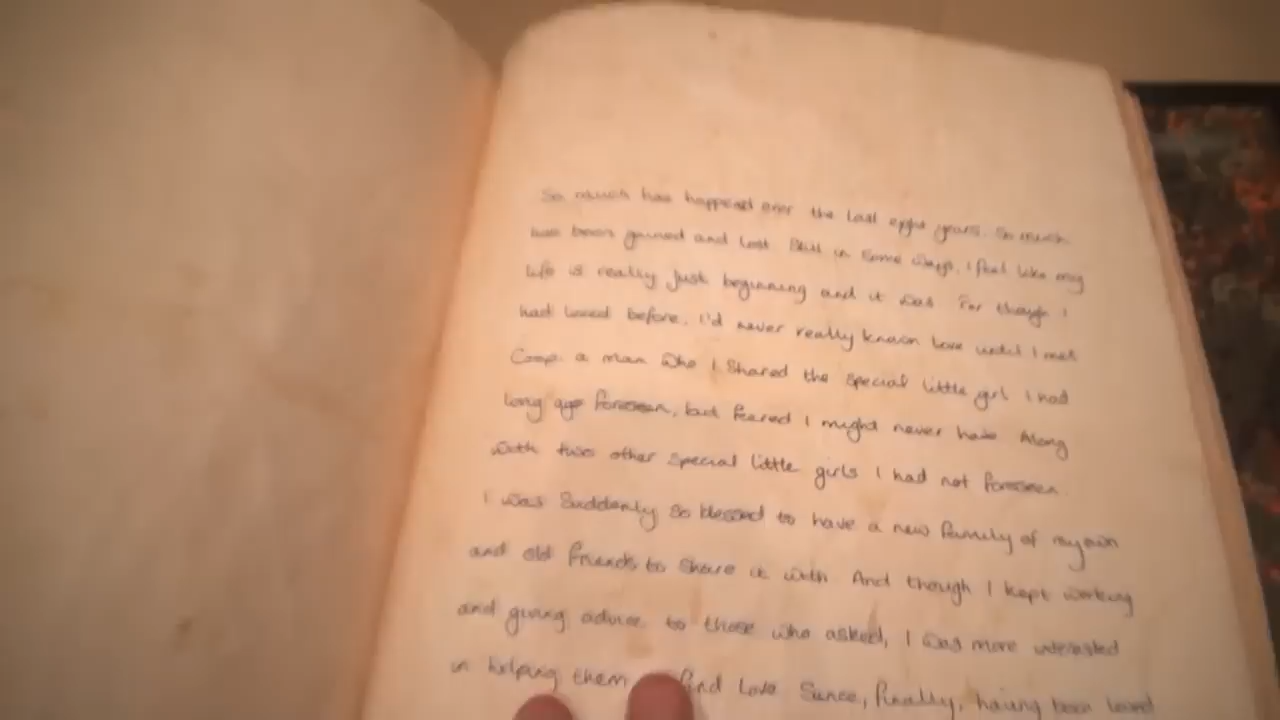 So much has happened over the last eight years. So much
has been gained and lost. Still in some ways, I feel like my
life is really just beginning and it was. For though I
had loved before, I'd never really known love until I met
Coop. a man who I shared the special little girl I had
long ago foreseen, but feared I might never have. Along
with two other special little girls I had not foreseen.
I was suddenly so blessed to have a new family of my own
and old friends to share it with. And though I kept working
and giving advice to those who asked, I was more interested
in helping them find love. Since, finally, having been loved